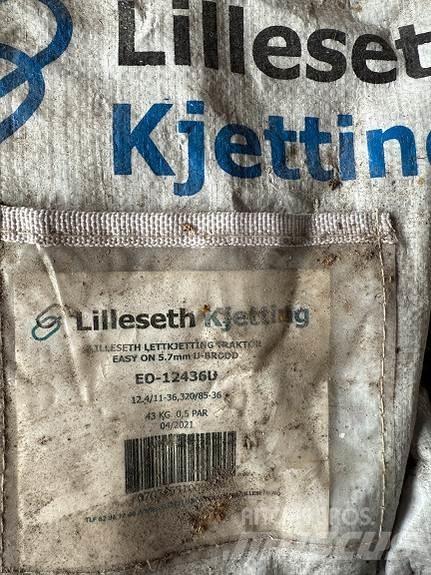 Lilleset
Kjetting
Lilleseth Kjetting
LILLESETH LETTKJETTING TRAKTOR
EASY ON 5.7mm U-BRODD
EO-12436U
12,4/11-36,320/85-36
43 KG 0,5 PAR
04/2021